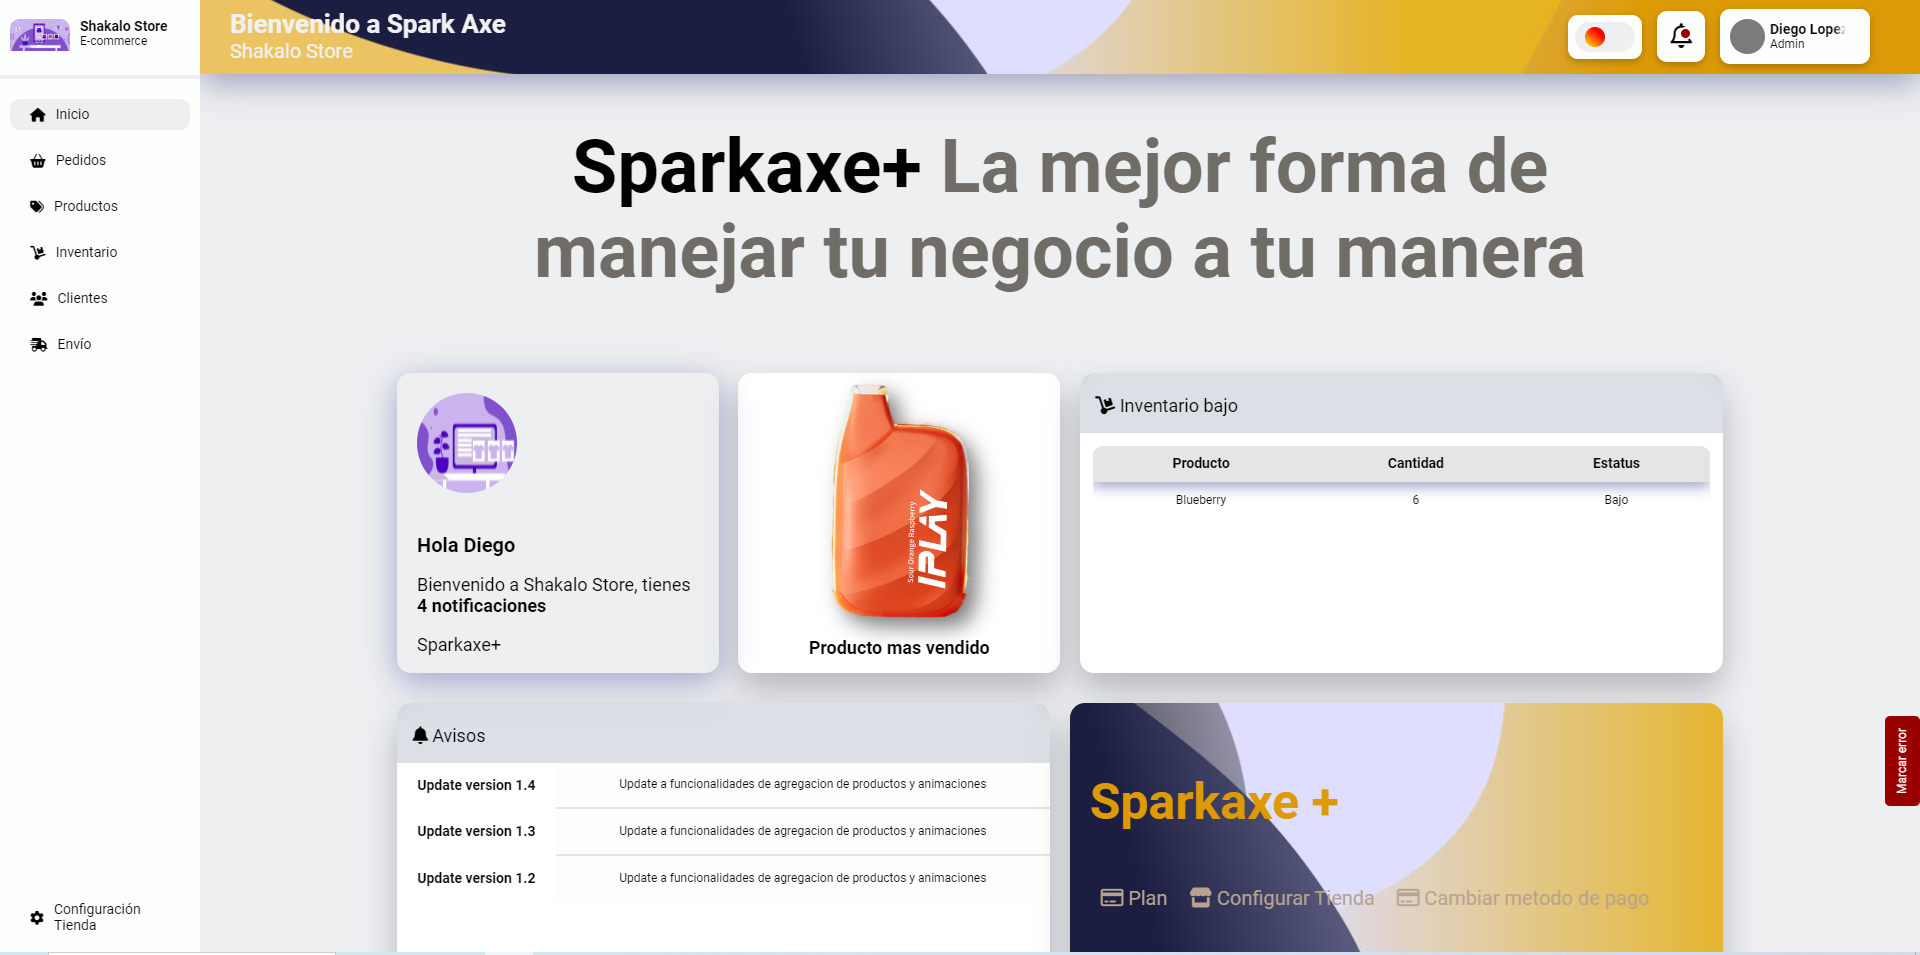 Shakalo Store
E-commerce
Bienvenido a Spark Axe
Shakalo Store
Diego Lopez
Admin
Inicio
Pedidos
Productos
Inventario
Clientes
Envío
Configuración
Tienda
Sparkaxe+ La mejor forma de
manejar tu negocio a tu manera
Hola Diego
Bienvenido a Shakalo Store, tienes
4 notificaciones
Sparkaxe+
Sour Orange Raspberry
IPLAY
Producto mas vendido
Inventario bajo
Producto Cantidad Estatus
Blueberry 6 Bajo
Avisos
Update version 1.4 Update a funcionalidades de agregacion de productos y animaciones
Update version 1.3 Update a funcionalidades de agregacion de productos y animaciones
Update version 1.2 Update a funcionalidades de agregacion de productos y animaciones
Sparkaxe +
Plan Configurar Tienda Cambiar metodo de pago
Marcar error